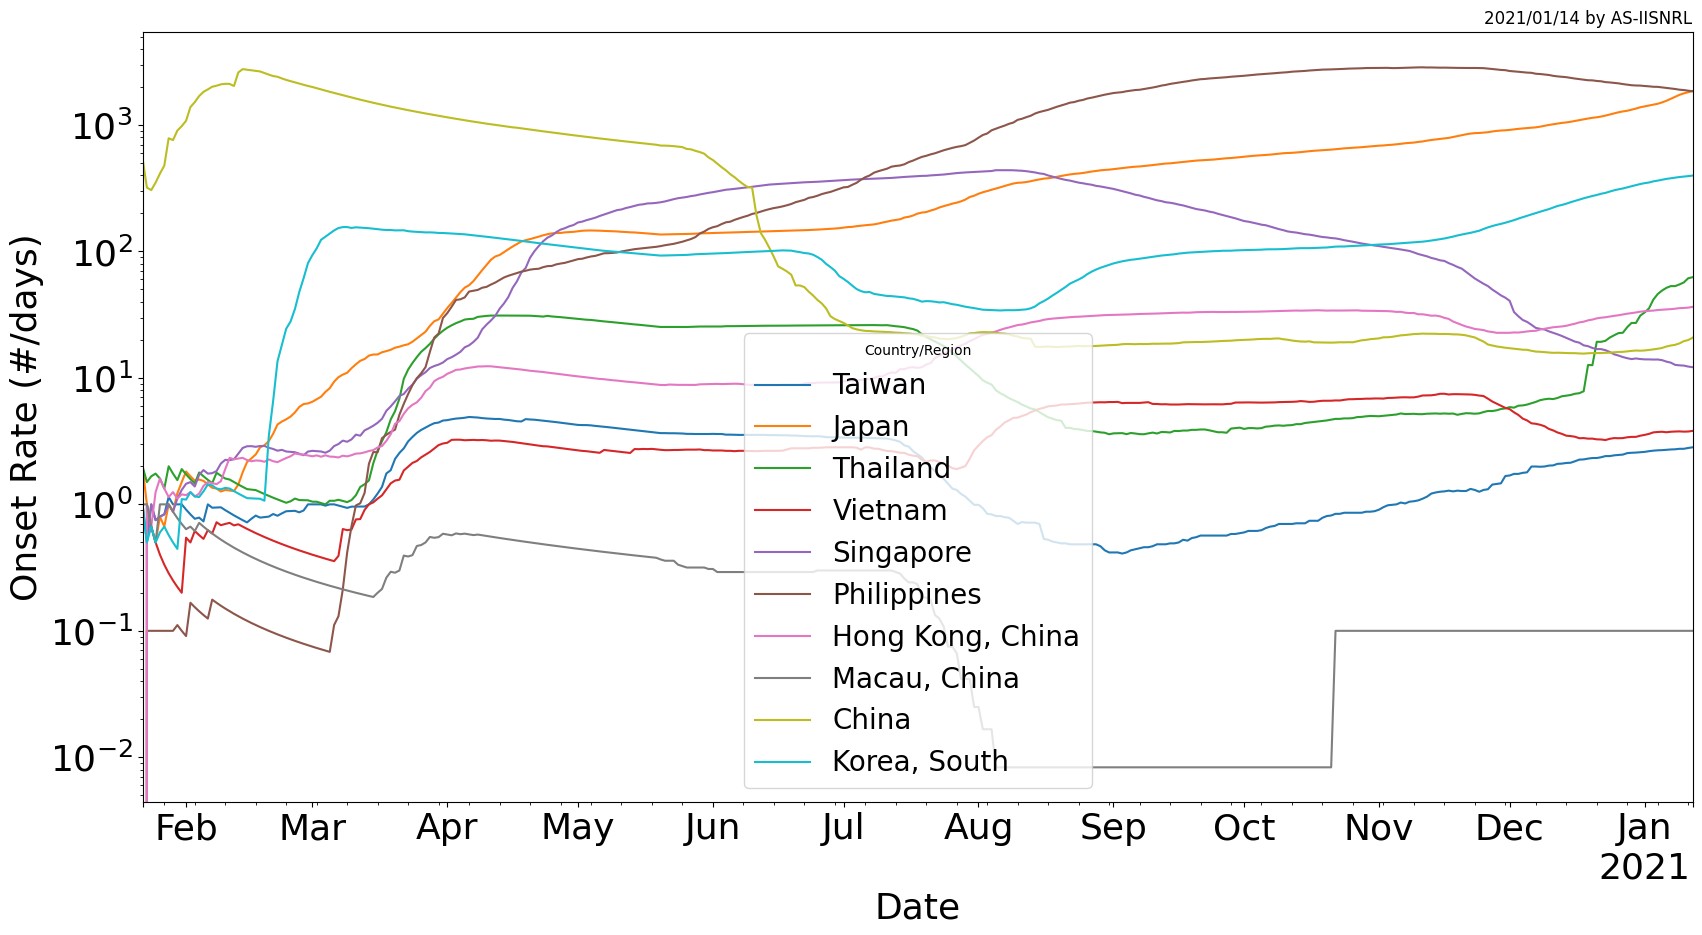 2021/01/14 by AS-IISNRL
Onset Rate (#/days)
10³
10²
10¹
10⁰
10⁻¹
10⁻²
Country/Region
Taiwan
Japan
Thailand
Vietnam
Singapore
Philippines
Hong Kong, China
Macau, China
China
Korea, South
Feb Mar Apr May Jun Jul Aug Sep Oct Nov Dec Jan
2021
Date